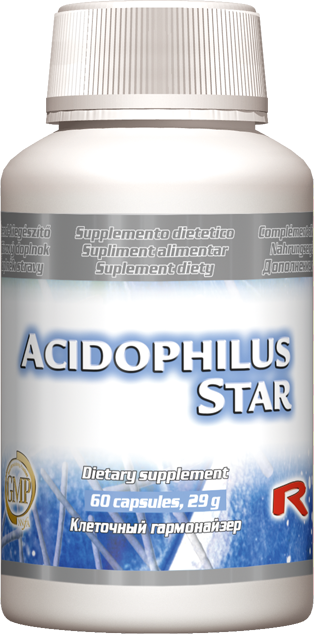 Supplemento dietetico
Supliment alimentar
Suplement diety
ACIDOPHILUS
STAR
Dietary supplement
60 capsules, 29 g
Клеточный гармонайзер
GMP
R